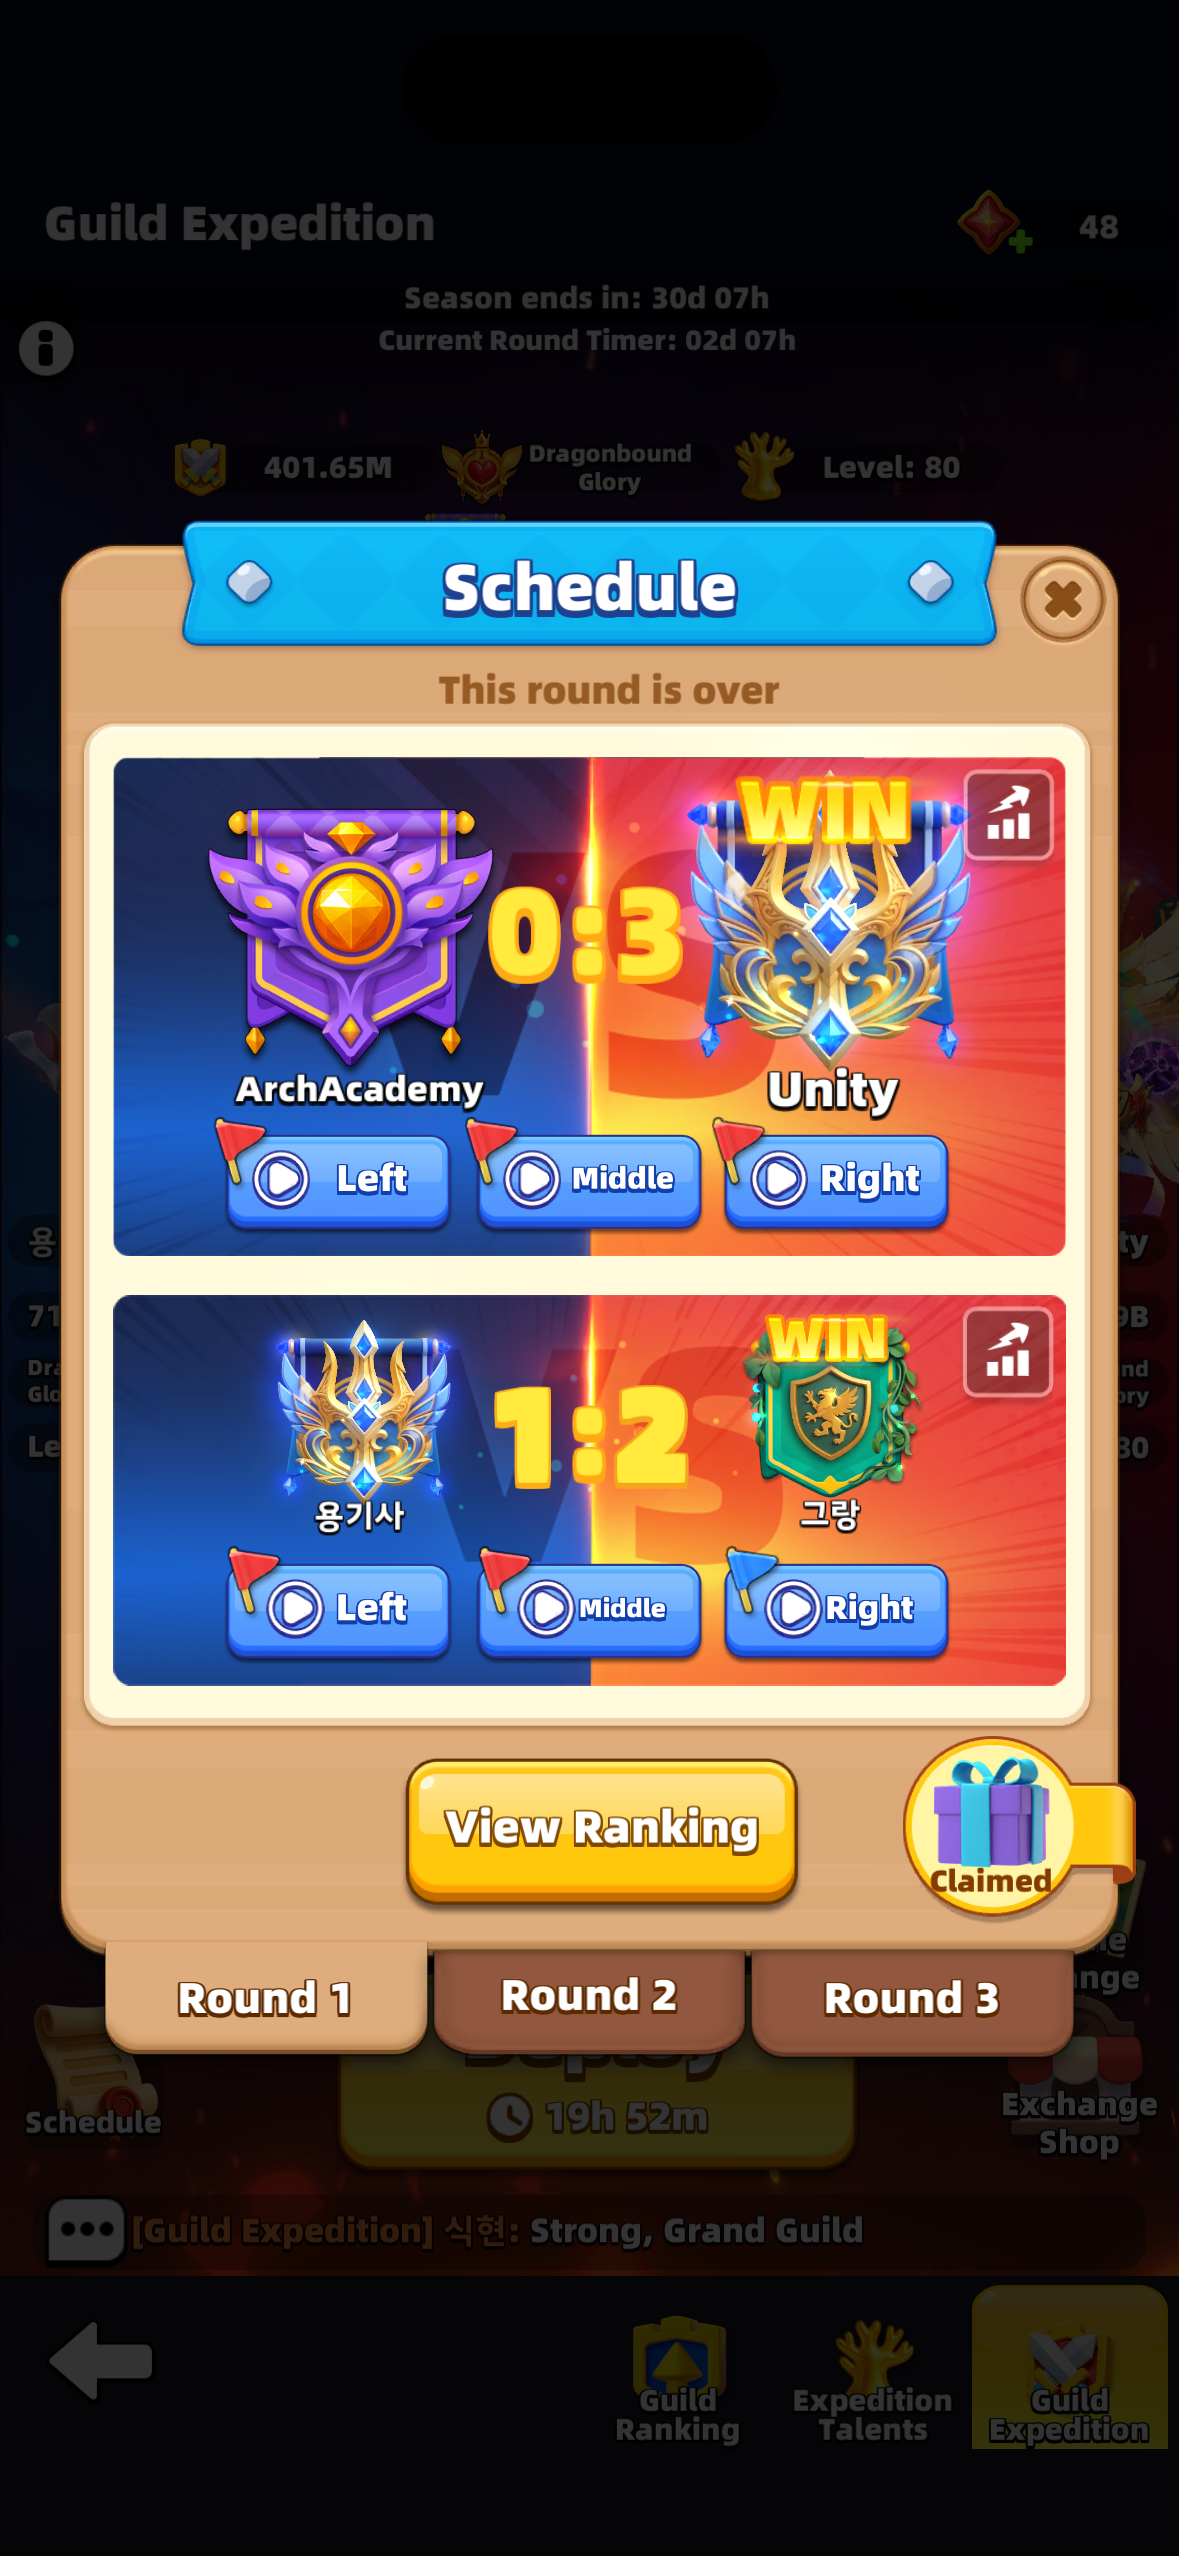 Guild Expedition
48
Season ends in: 30d 07h
Current Round Timer: 02d 07h
401.65M
Dragonbound
Glory
Level: 80
Schedule
This round is over
WIN
0:3
VS
ArchAcademy
Unity
Left
Middle
Right
WIN
1:2
VS
용기사
그랑
Left
Middle
Right
View Ranking
Claimed
Round 1
Round 2
Round 3
19h 52m
Schedule
Exchange
Shop
[Guild Expedition] 식현: Strong, Grand Guild
Guild
Ranking
Expedition
Talents
Guild
Expedition